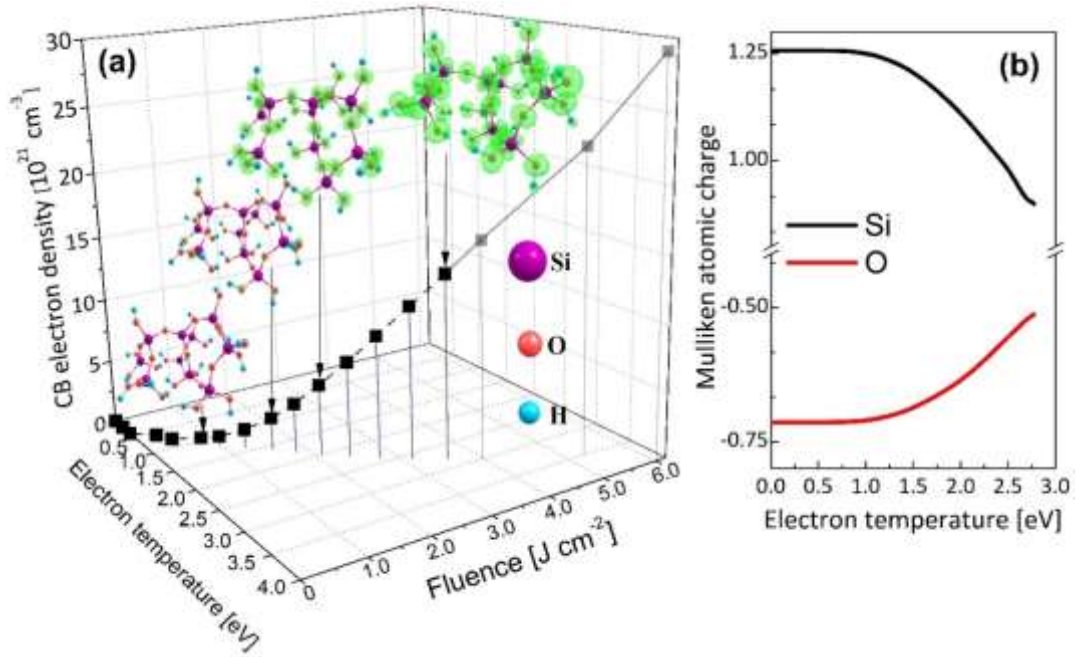 (a)
CB electron density [10²¹ cm⁻³]
30
25
20
15
10
5
0
0.5
1.0
1.5
2.0
2.5
3.0
3.5
4.0
Electron temperature [eV]
0
1.0
2.0
3.0
4.0
5.0
6.0
Fluence [J cm⁻²]
Si
O
H
(b)
Mulliken atomic charge
1.25
1.00
-0.50
-0.75
Si
O
0.0 0.5 1.0 1.5 2.0 2.5 3.0
Electron temperature [eV]